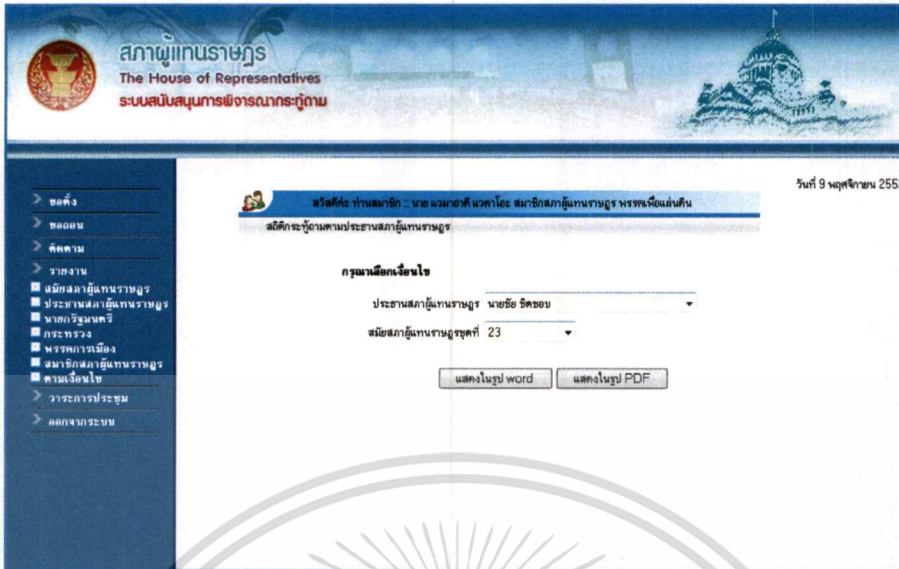 สภาผู้แทนราษฎร
The House of Representatives
ระบบสนับสนุนการพิจารณากระทู้ถาม
วันที่ 9 พฤศจิกายน 255
สวัสดีค่ะ ท่านสมาชิก :: นาย แวมาฮาดี แวดาโอะ สมาชิกสภาผู้แทนราษฎร พรรคเพื่อแผ่นดิน
สถิติกระทู้ถามตามประธานสภาผู้แทนราษฎร
ขอตั้ง
ขอถอน
ติดตาม
รายงาน
สมัยสภาผู้แทนราษฎร
ประธานสภาผู้แทนราษฎร
นายกรัฐมนตรี
กระทรวง
พรรคการเมือง
สมาชิกสภาผู้แทนราษฎร
ตามเงื่อนไข
วาระการประชุม
ออกจากระบบ
กรุณาเลือกเงื่อนไข
ประธานสภาผู้แทนราษฎร นายชัย ชิดชอบ
สมัยสภาผู้แทนราษฎรชุดที่ 23
แสดงในรูป word แสดงในรูป PDF